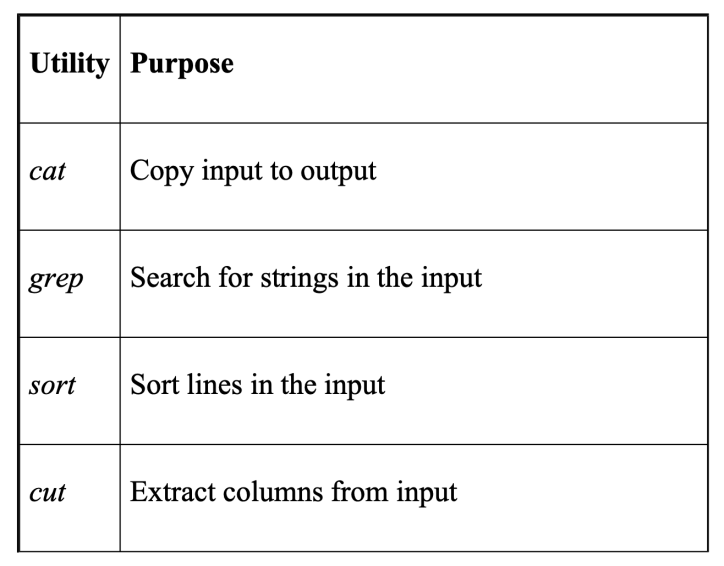 Utility Purpose
cat Copy input to output
grep Search for strings in the input
sort Sort lines in the input
cut Extract columns from input